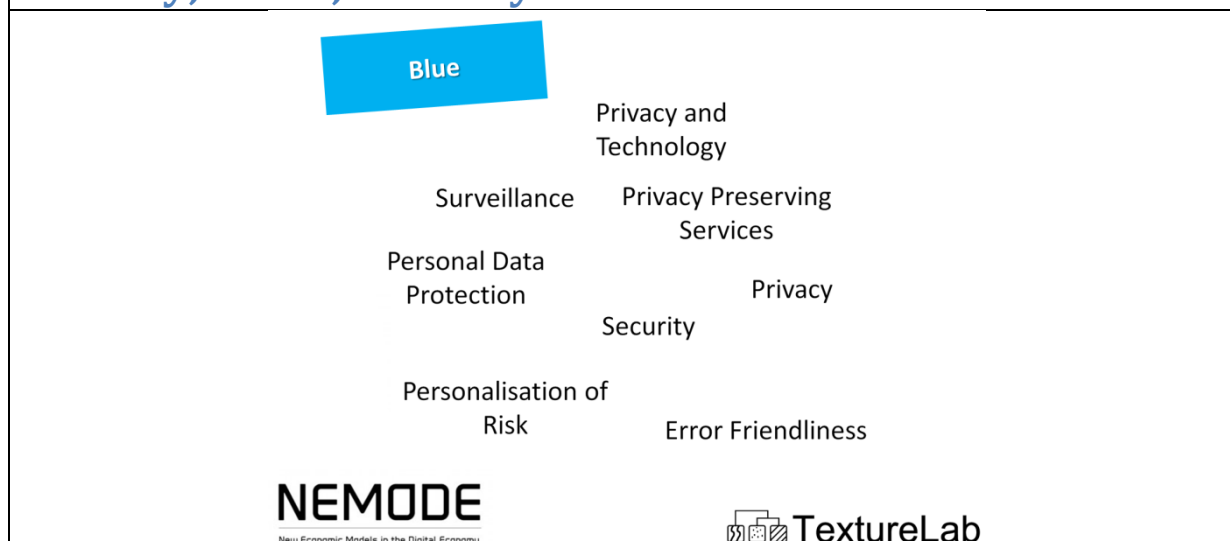 Blue
Privacy and
Technology
Surveillance
Privacy Preserving
Services
Personal Data
Protection
Privacy
Security
Personalisation of
Risk
Error Friendliness
NEMODE
New Economic Models in the Digital Economy
TextureLab